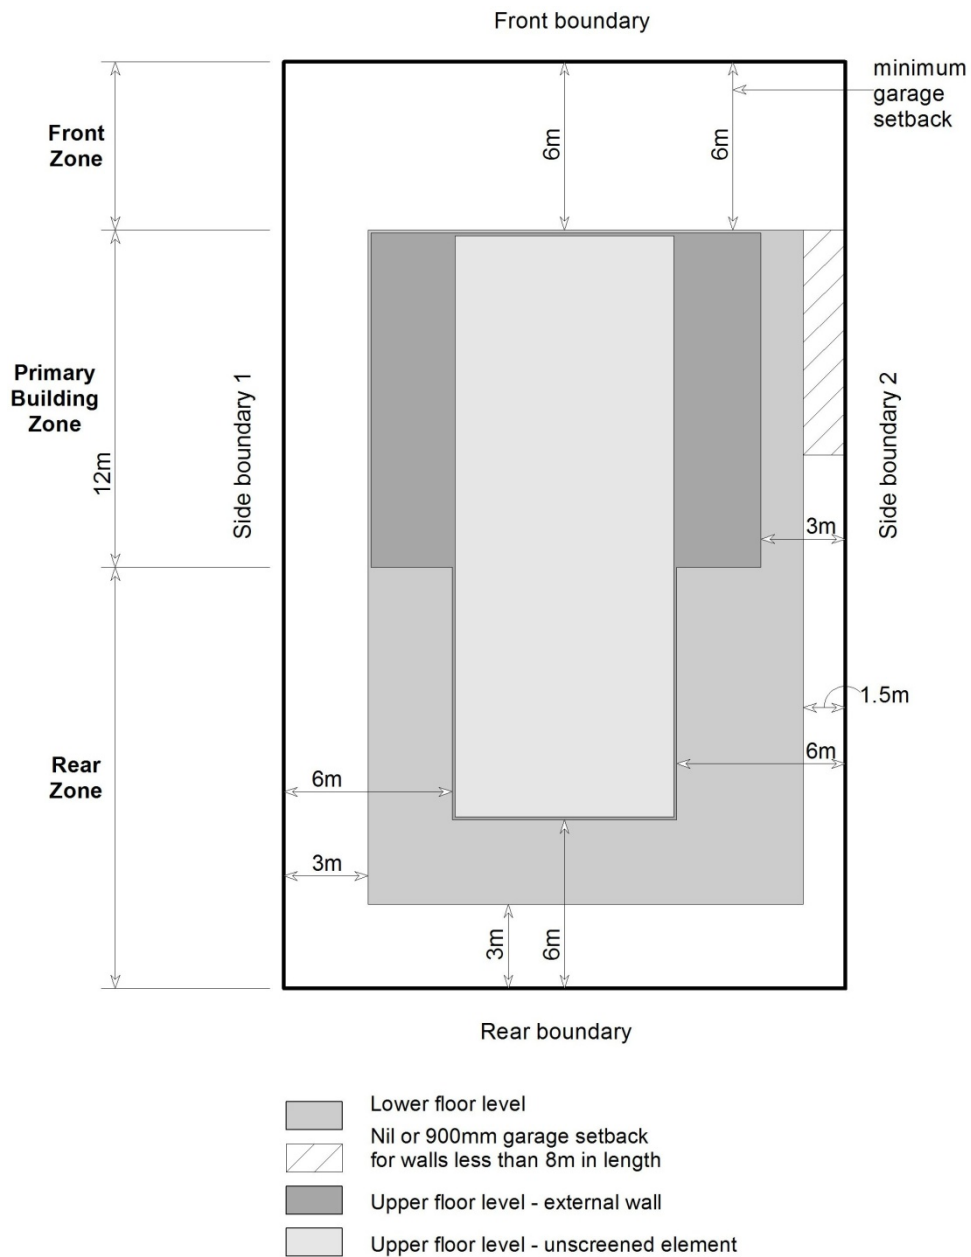 Front boundary
minimum
garage
setback
Front
Zone
6m
6m
Primary
Building
Zone
12m
Side boundary 1
Side boundary 2
3m
1.5m
Rear
Zone
6m
6m
3m
3m
6m
Rear boundary
Lower floor level
Nil or 900mm garage setback
for walls less than 8m in length
Upper floor level - external wall
Upper floor level - unscreened element